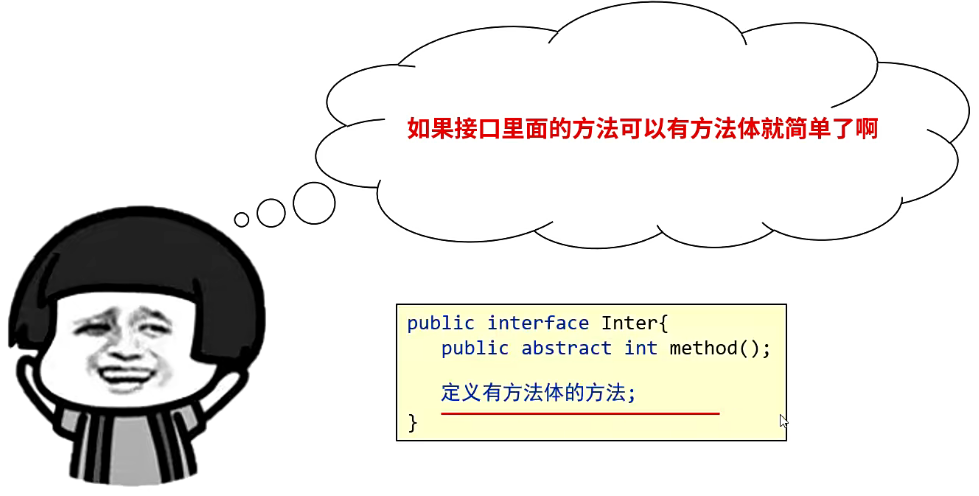 如果接口里面的方法可以有方法体就简单了啊
public interface Inter{
public abstract int method();
定义有方法体的方法;
}